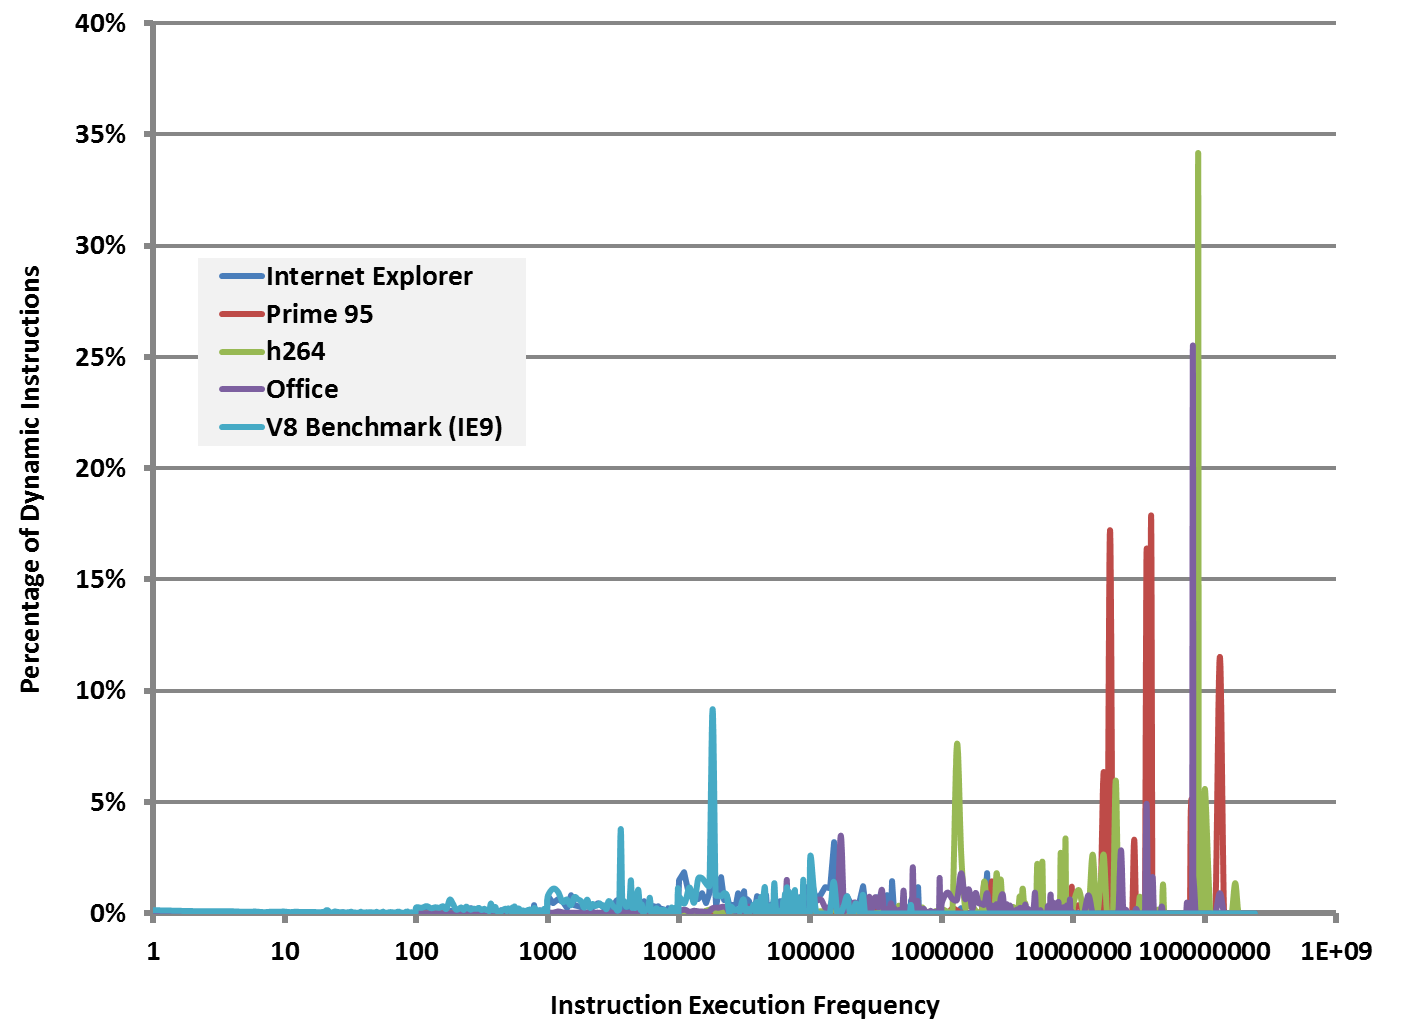 40%
35%
30%
25%
20%
15%
10%
5%
0%
Percentage of Dynamic Instructions
Internet Explorer
Prime 95
h264
Office
V8 Benchmark (IE9)
1 10 100 1000 10000 100000 1000000 10000000 100000000 1E+09
Instruction Execution Frequency